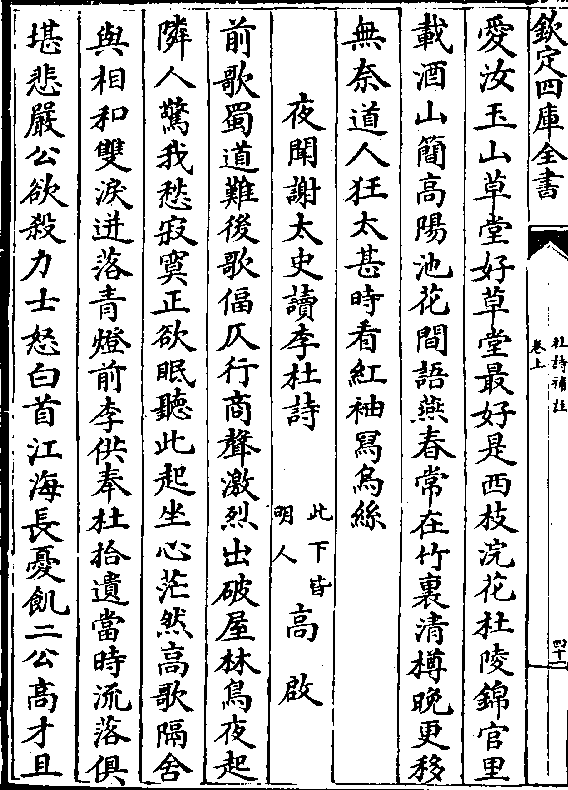 欽定四庫全書
杜詩補註
卷上
四十二
愛汝玉山草堂好草堂最好是西枝浣花杜陵錦官里
載酒山簡高陽池花間語燕春常在竹裏清樽晚更移
無奈道人狂太甚時看紅袖冩烏絲
夜聞謝太史讀李杜詩 此下皆明人 高啟
前歌蜀道難後歌偪仄行商聲激烈出破屋林鳥夜起
隣人驚我愁寂寞正欲眠聽此起坐心茫然高歌隔舍
與相和雙淚迸落青燈前李供奉杜拾遺當時流落俱
堪悲嚴公欲殺力士怒白首江海長憂飢二公高才且